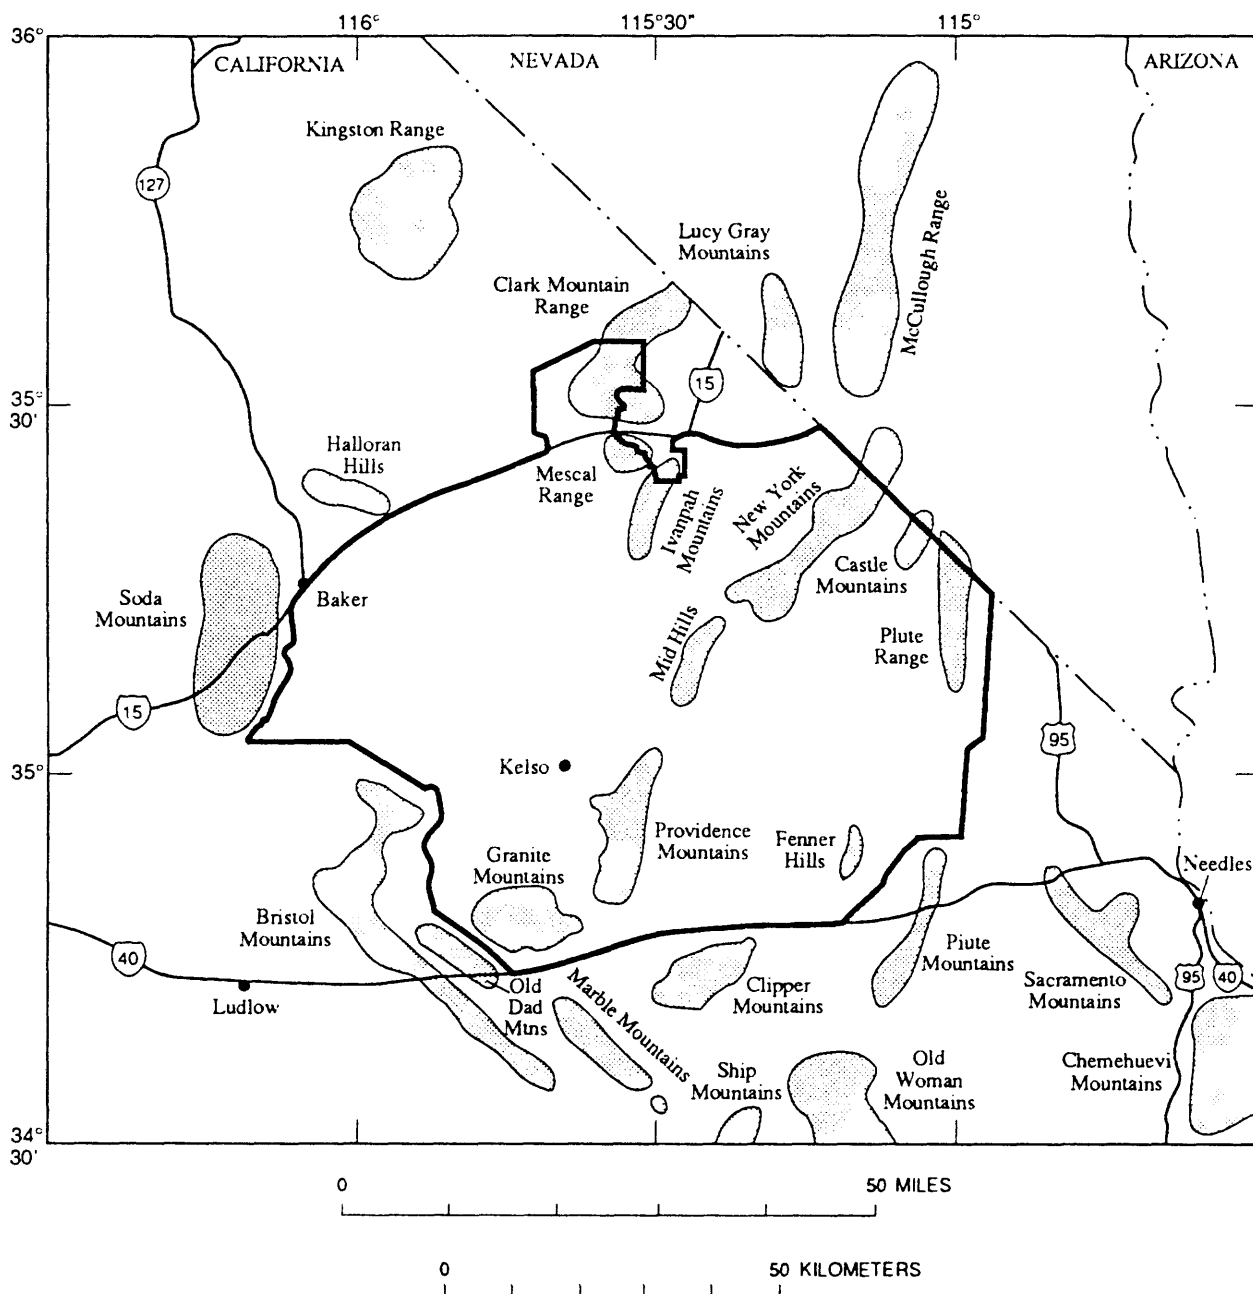 116° 115°30" 115°
36°
CALIFORNIA NEVADA ARIZONA
Kingston Range
127
Lucy Gray
Mountains
McCullough Range
Clark Mountain
Range
15
35°
30'
Halloran
Hills
Mescal
Range
Ivanpah
Mountains
New York
Mountains
Castle
Mountains
Soda
Mountains
Baker
Mid Hills
Plute
Range
15
95
35°
Kelso
Providence
Mountains
Fenner
Hills
Granite
Mountains
Needles
Bristol
Mountains
40
Ludlow
Old
Dad
Mtns
Marble Mountains
Clipper
Mountains
Piute
Mountains
Sacramento
Mountains
95 40
Ship
Mountains
Old
Woman
Mountains
Chemehuevi
Mountains
34°
30'
0 50 MILES
0 50 KILOMETERS